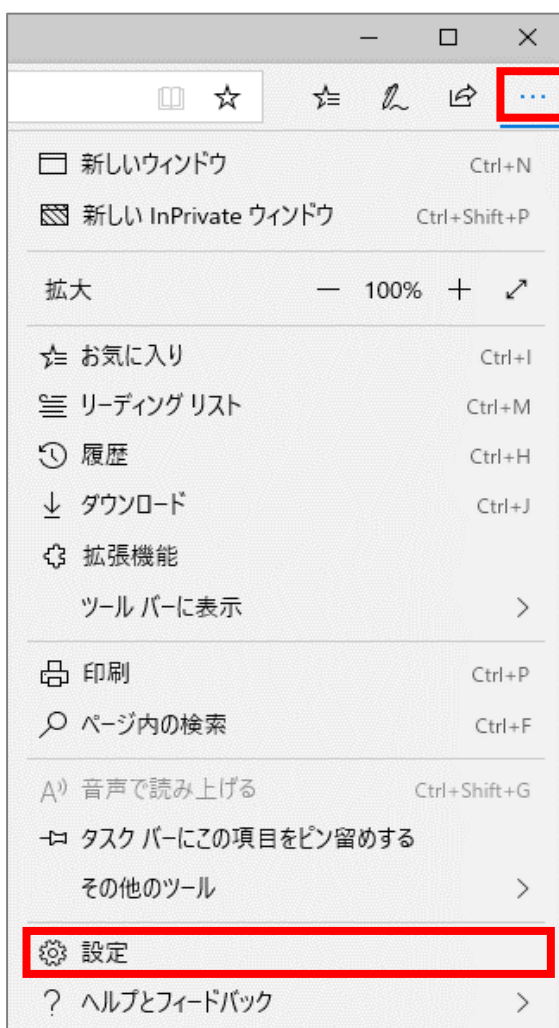 新しいウィンドウ Ctrl+N
新しい InPrivate ウィンドウ Ctrl+Shift+P
拡大 — 100% +
お気に入り Ctrl+I
リーディング リスト Ctrl+M
履歴 Ctrl+H
ダウンロード Ctrl+J
拡張機能
ツール バーに表示
印刷 Ctrl+P
ページ内の検索 Ctrl+F
音声で読み上げる Ctrl+Shift+G
タスク バーにこの項目をピン留めする
その他のツール
設定
? ヘルプとフィードバック